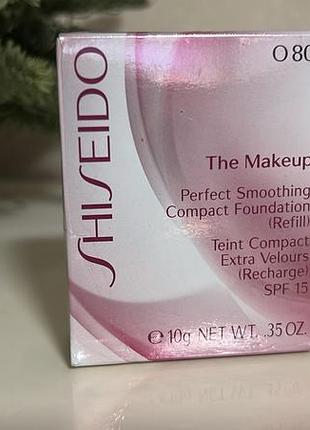 SHISEIDO
O 80
The Makeup
Perfect Smoothing
Compact Foundation
(Refill)
Teint Compact
Extra Velours
(Recharge)
SPF 15
℮ 10g NET WT. .35 OZ.